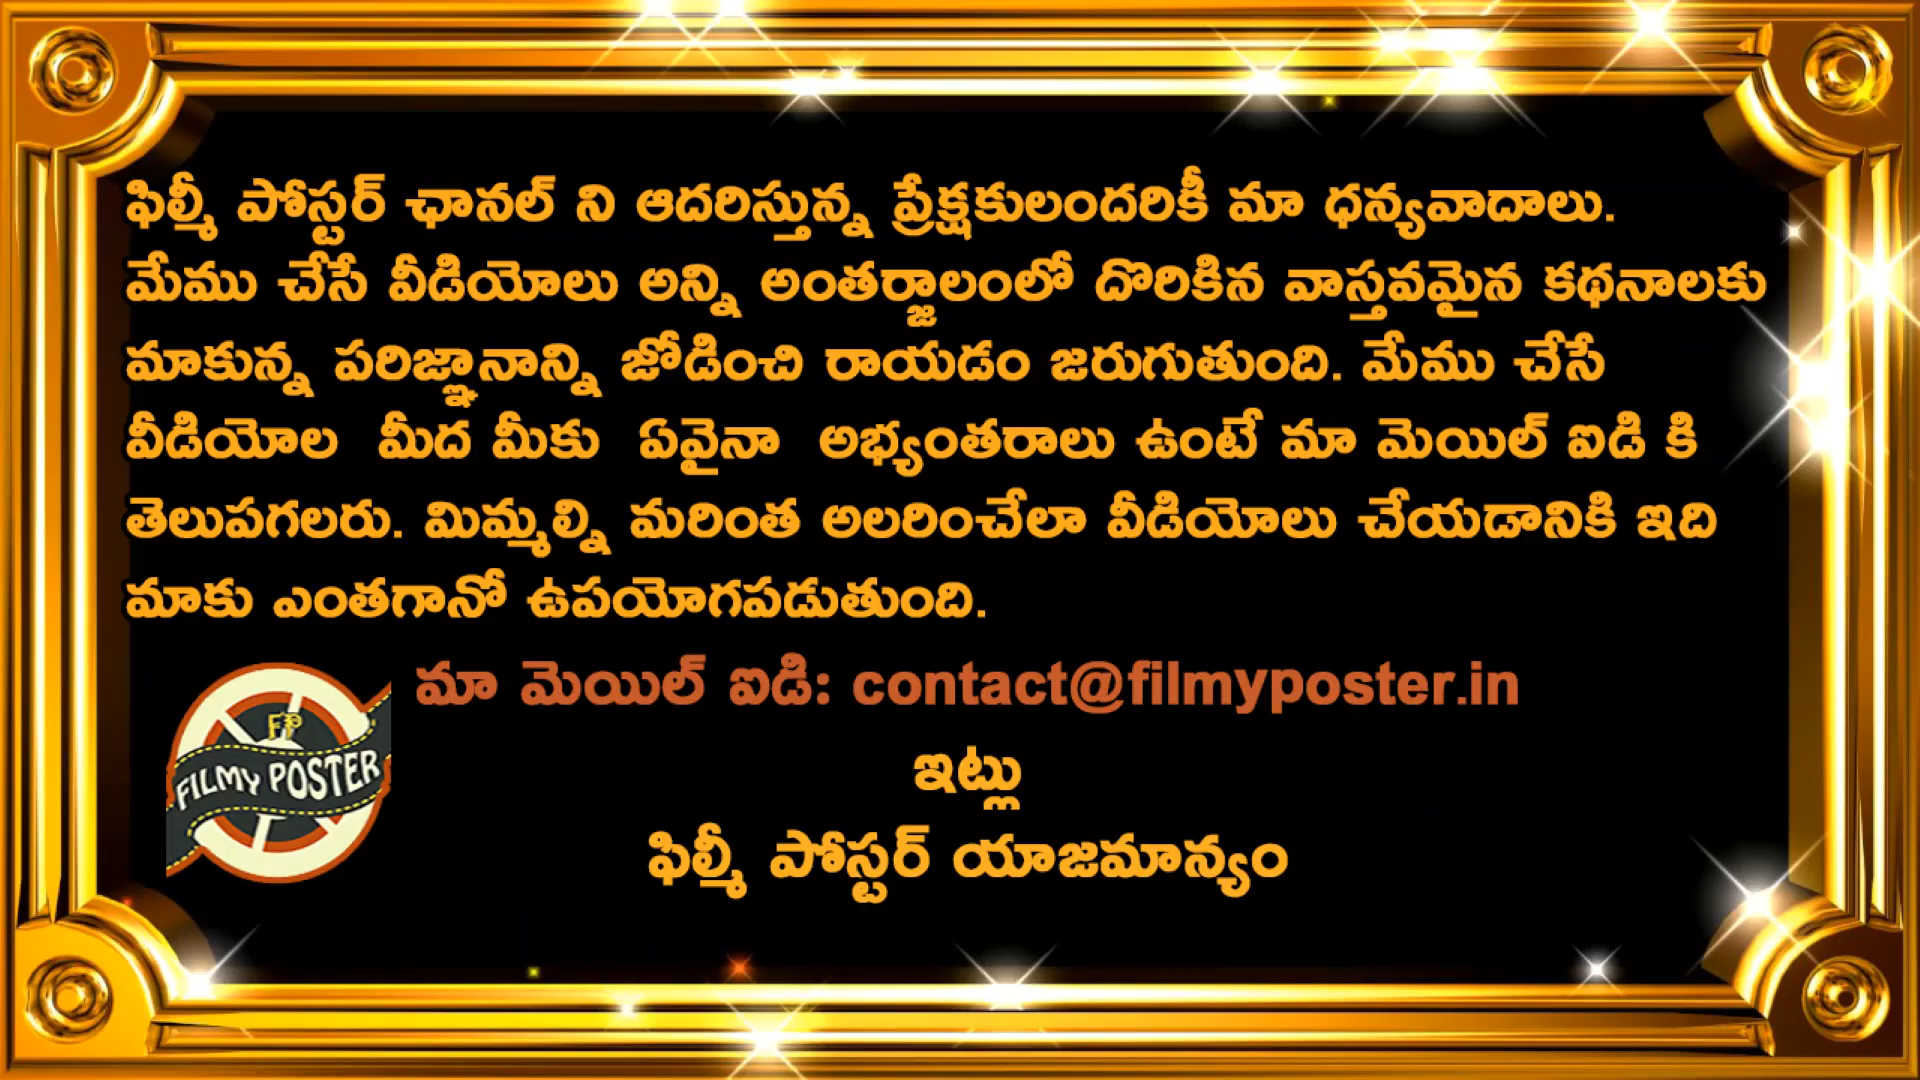 ఫిల్మీ పోస్టర్ ఛానల్ ని ఆదరిస్తున్న ప్రేక్షకులందరికీ మా ధన్యవాదాలు.
మేము చేసే వీడియోలు అన్ని అంతర్జాలంలో దొరికిన వాస్తవమైన కథనాలకు
మాకున్న పరిజ్ఞానాన్ని జోడించి రాయడం జరుగుతుంది. మేము చేసే
వీడియోల మీద మీకు ఏవైనా అభ్యంతరాలు ఉంటే మా మెయిల్ ఐడి కి
తెలుపగలరు. మిమ్మల్ని మరింత అలరించేలా వీడియోలు చేయడానికి ఇది
మాకు ఎంతగానో ఉపయోగపడుతుంది.
మా మెయిల్ ఐడి: contact@filmyposter.in
FP
FILMY POSTER
ఇట్లు
ఫిల్మీ పోస్టర్ యాజమాన్యం